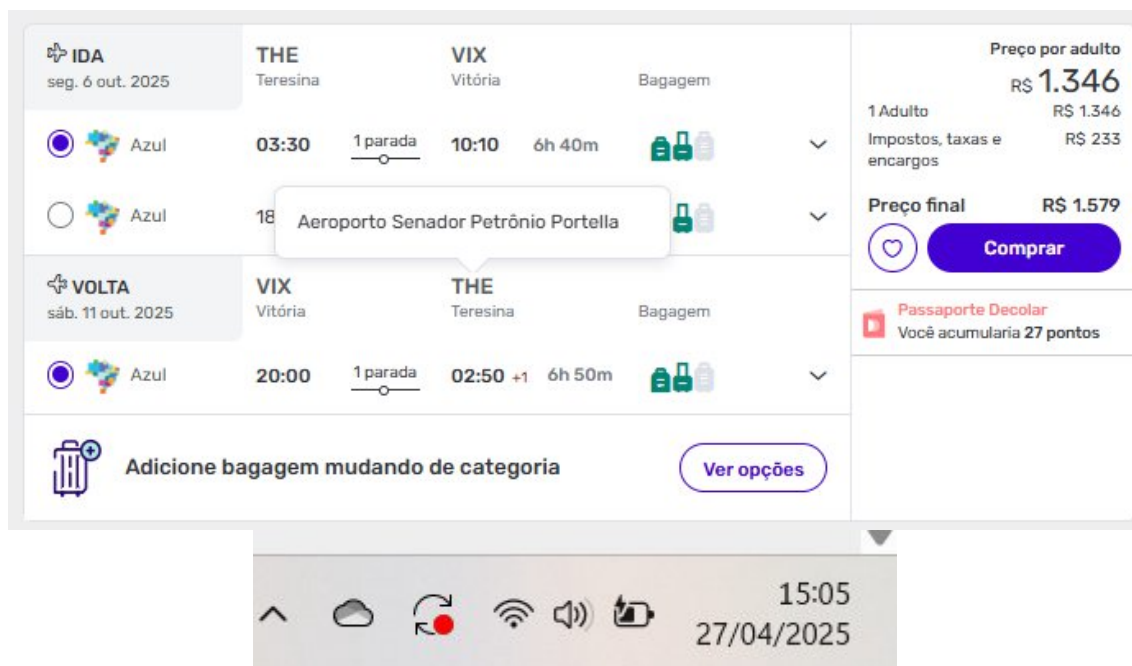 IDA
seg. 6 out. 2025
THE
Teresina
VIX
Vitória
Bagagem
Azul 03:30 1 parada 10:10 6h 40m
Azul 18
Aeroporto Senador Petrônio Portella
VOLTA
sáb. 11 out. 2025
VIX
Vitória
THE
Teresina
Bagagem
Azul 20:00 1 parada 02:50 +1 6h 50m
Adicione bagagem mudando de categoria
Ver opções
Preço por adulto
R$ 1.346
1 Adulto R$ 1.346
Impostos, taxas e R$ 233
encargos
Preço final R$ 1.579
Comprar
Passaporte Decolar
Você acumularia 27 pontos
15:05
27/04/2025